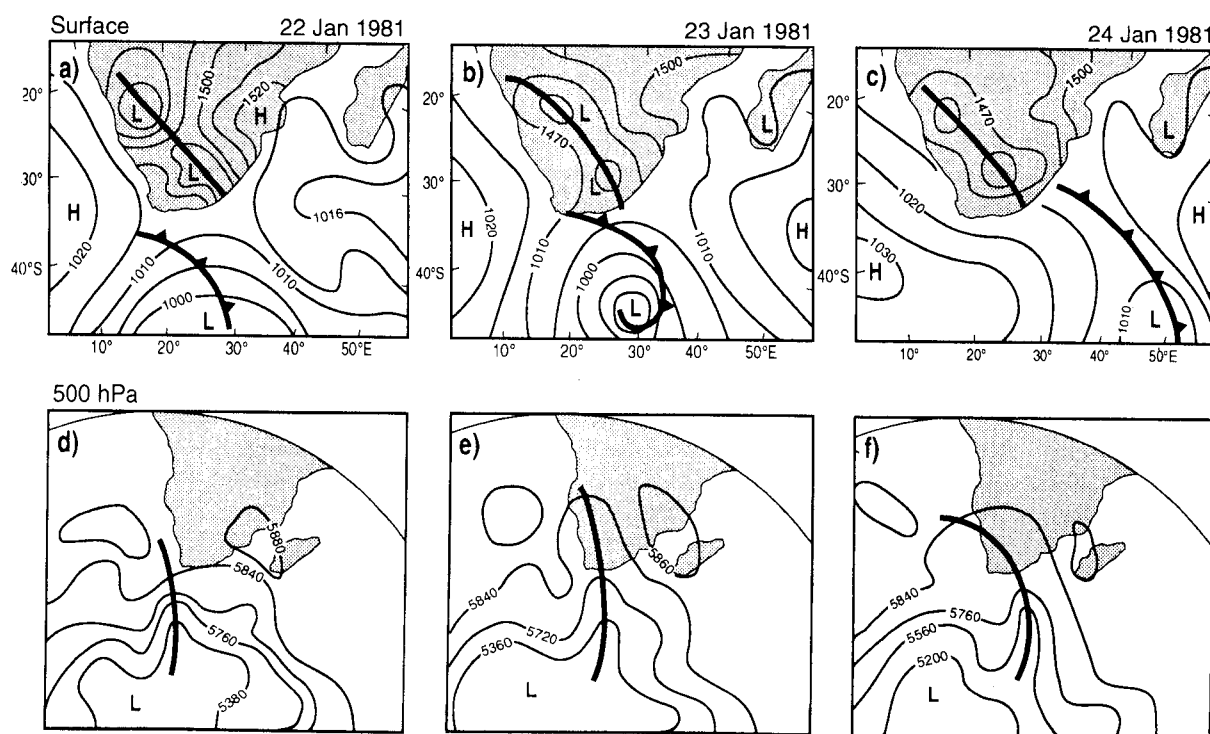 Surface 22 Jan 1981 23 Jan 1981 24 Jan 1981
a) L 1500 1520 H L H 1020 1010 1000 L 1010 1016
20°
30°
40°S
10° 20° 30° 40° 50°E
b) 1500 L 1470 L L H 1020 1010 1000 1010 H L
20°
30°
40°S
10° 20° 30° 40° 50°E
c) 1500 1470 L 1020 1030 H H L 1010
20°
30°
40°S
10° 20° 30° 40° 50°E
500 hPa
d) 5880 5840 5760 5380 L
e) 5860 5840 5720 5360 L
f) 5840 5760 5560 5200 L